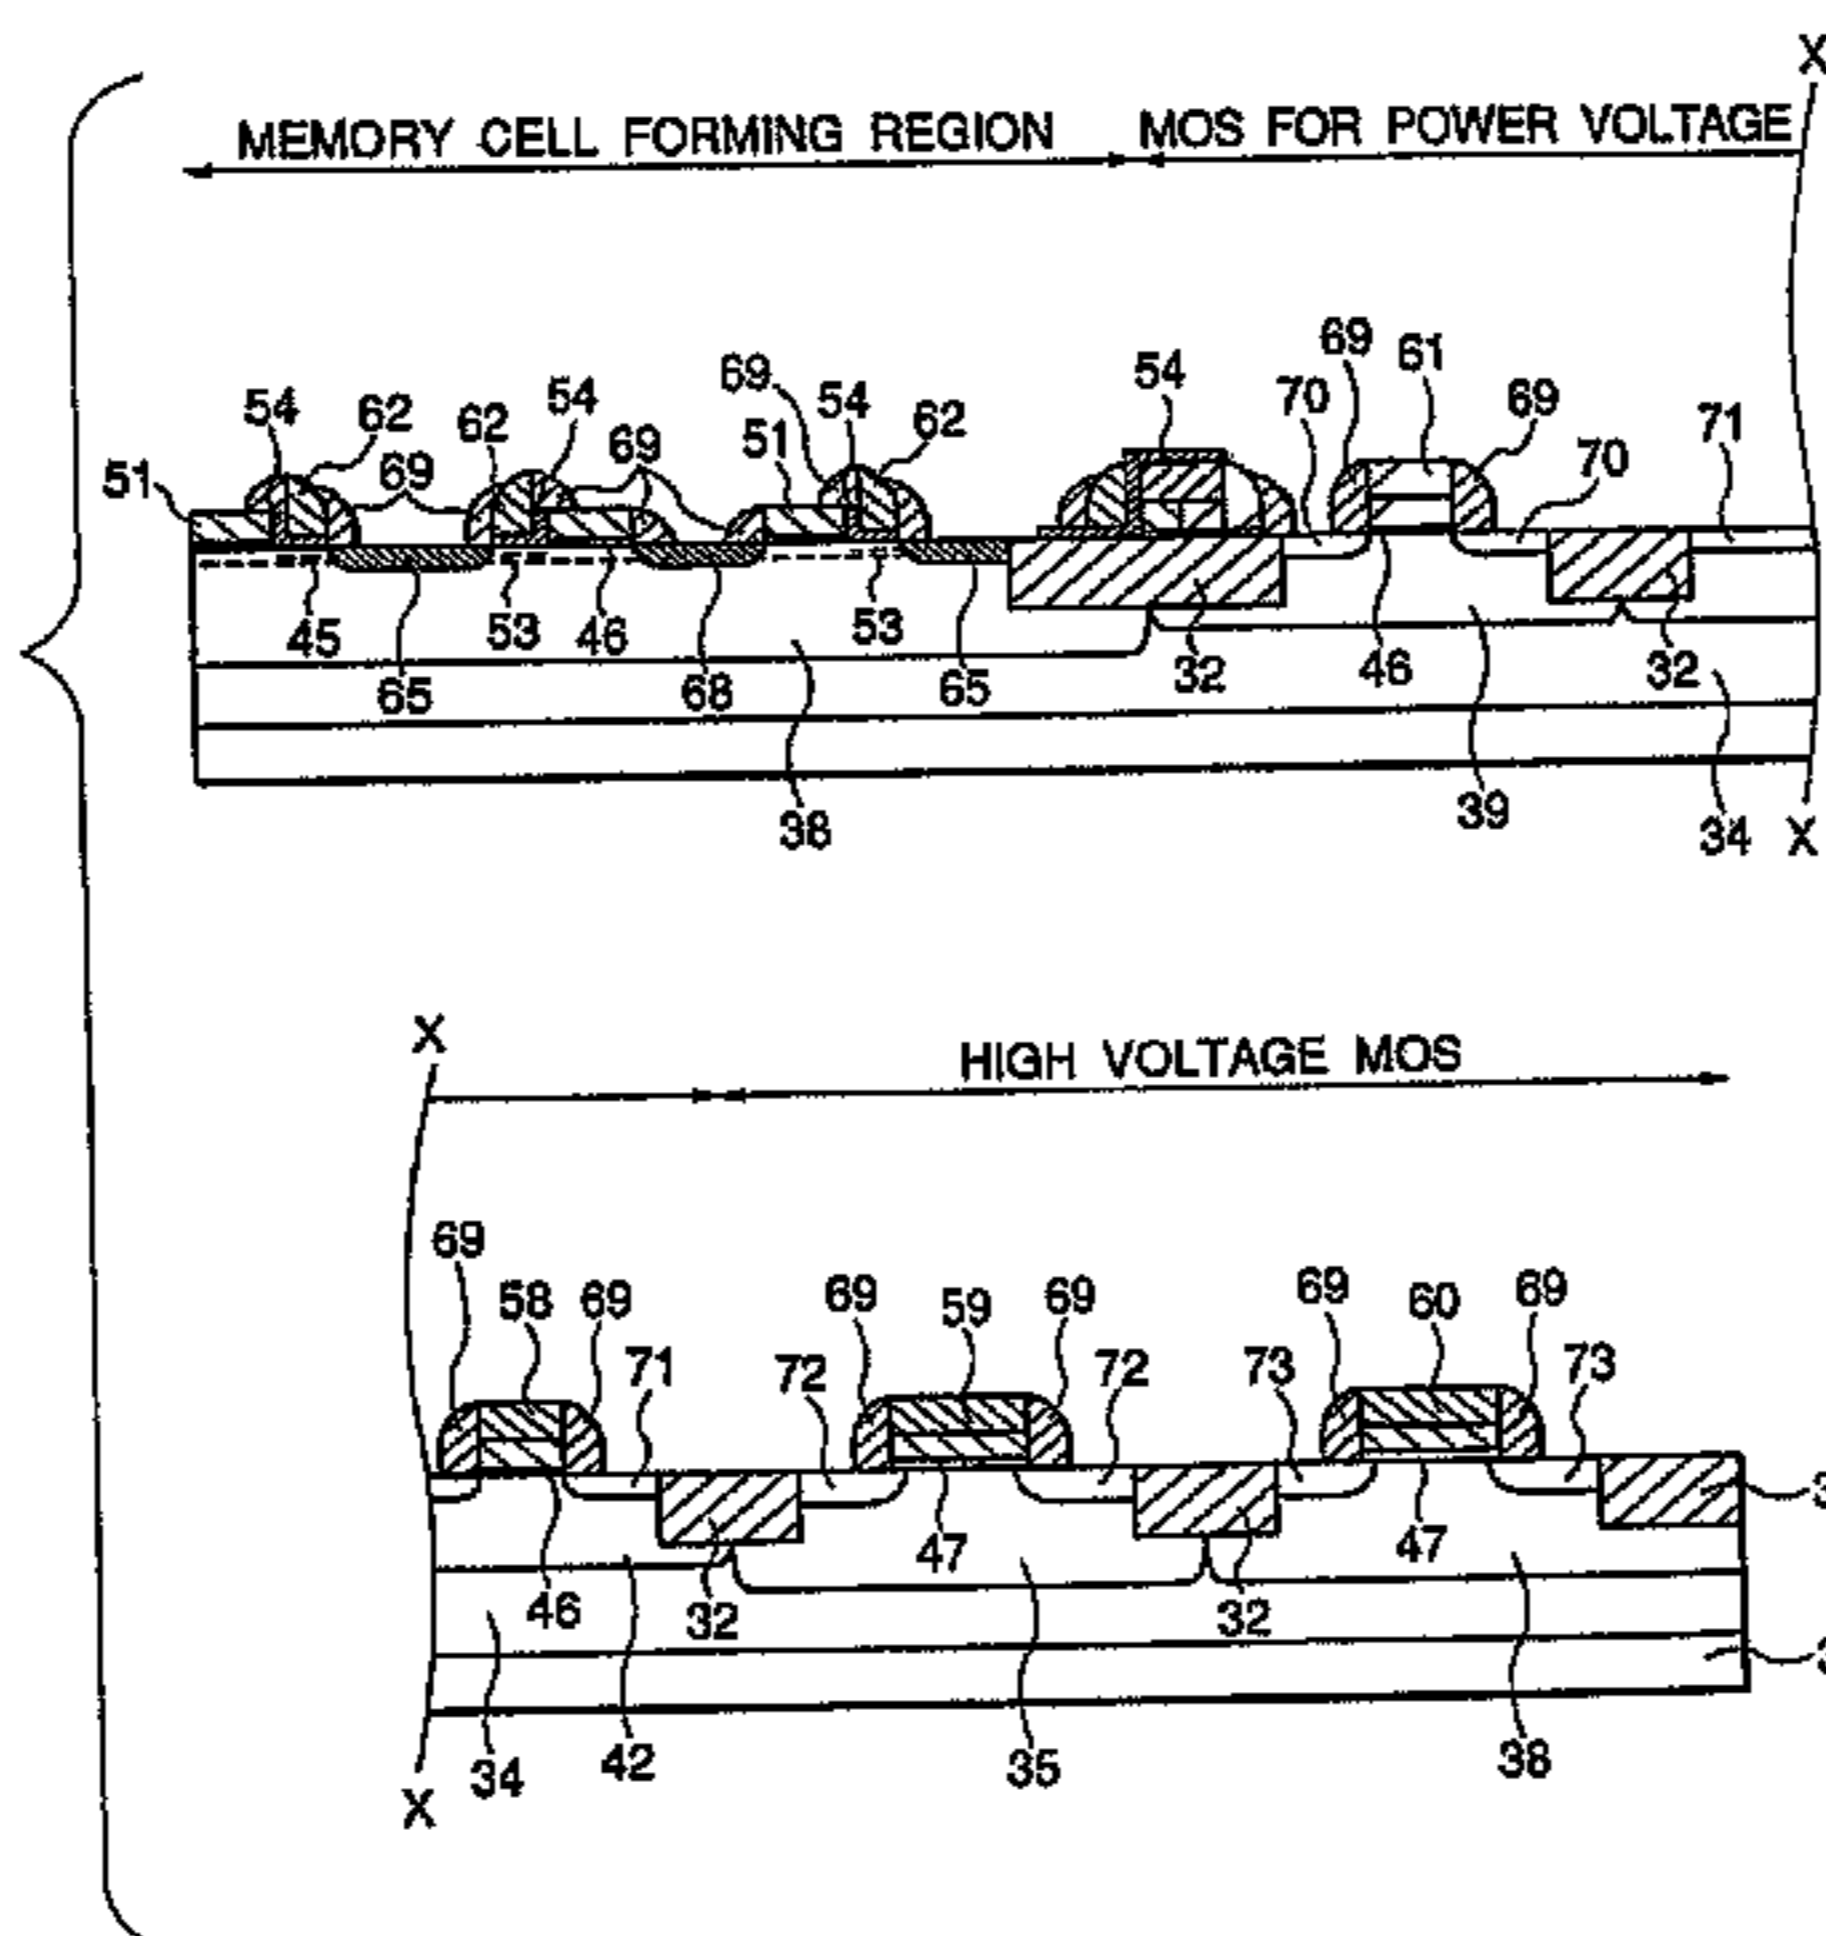 X
MEMORY CELL FORMING REGION MOS FOR POWER VOLTAGE
69 61
54 70 69
69 54
54 62 62 54 69 51 62 70 71
51 69
45 53 46 53 32 46 32
65 68 65
38 39 34 X
X
HIGH VOLTAGE MOS
69
58 69 69 59 69 69 60 69
71 72 72 73 73
47 47
46 32 32
34 42 35 38
X